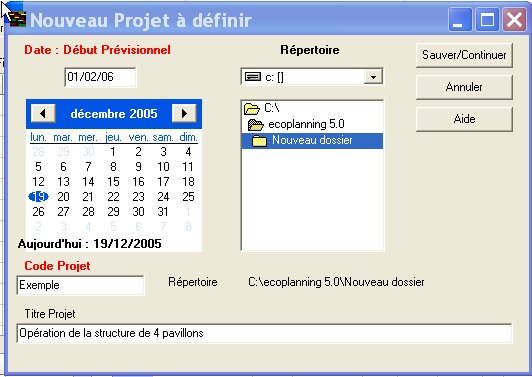 Nouveau Projet à définir
Date : Début Prévisionnel
Répertoire
Sauver/Continuer
01/02/06
c: []
Annuler
décembre 2005
C:\
Aide
lun. mar. mer. jeu. ven. sam. dim.
ecoplanning 5.0
28 29 30 1 2 3 4
Nouveau dossier
5 6 7 8 9 10 11
12 13 14 15 16 17 18
19 20 21 22 23 24 25
26 27 28 29 30 31 1
2 3 4 5 6 7 8
Aujourd'hui : 19/12/2005
Code Projet
Exemple
Répertoire
C:\ecoplanning 5.0\Nouveau dossier
Titre Projet
Opération de la structure de 4 pavillons